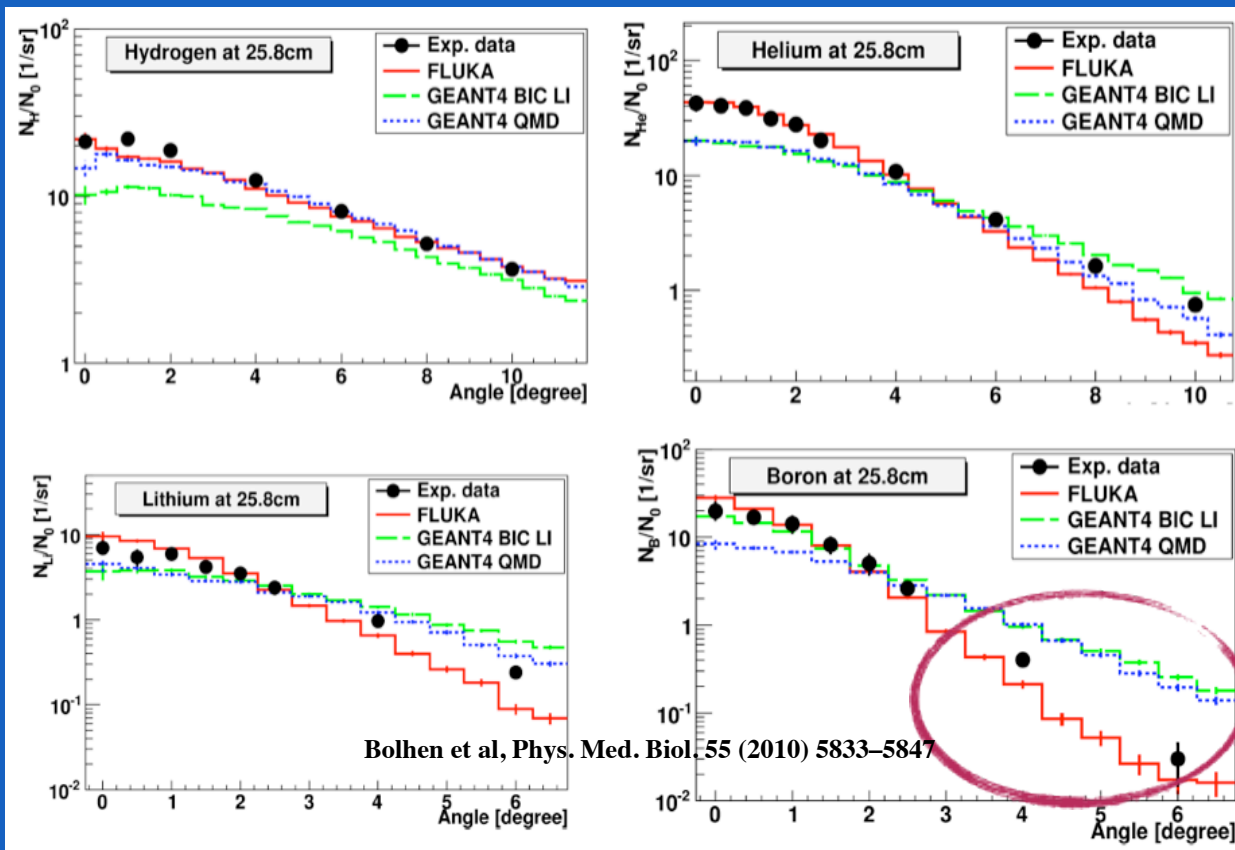 Hydrogen at 25.8cm
Exp. data
FLUKA
GEANT4 BIC LI
GEANT4 QMD
N_H/N_0 [1/sr]
10^2
10
1
0 2 4 6 8 10
Angle [degree]
Helium at 25.8cm
Exp. data
FLUKA
GEANT4 BIC LI
GEANT4 QMD
N_He/N_0 [1/sr]
10^2
10
1
0 2 4 6 8 10
Angle [degree]
Lithium at 25.8cm
Exp. data
FLUKA
GEANT4 BIC LI
GEANT4 QMD
N_Li/N_0 [1/sr]
10
1
10^-1
10^-2
0 1 2 3 4 5 6
Angle [degree]
Boron at 25.8cm
Exp. data
FLUKA
GEANT4 BIC LI
GEANT4 QMD
N_B/N_0 [1/sr]
10^2
10
1
10^-1
10^-2
0 1 2 3 4 5 6
Angle [degree]
Bolhen et al, Phys. Med. Biol. 55 (2010) 5833–5847